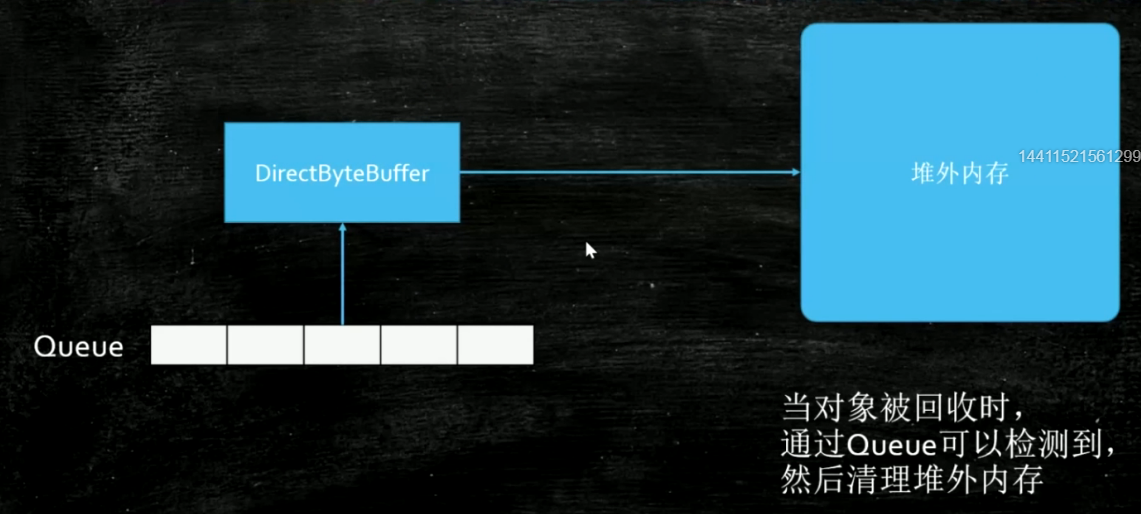 DirectByteBuffer
堆外内存
14411521561299
Queue
当对象被回收时，
通过Queue可以检测到，
然后清理堆外内存